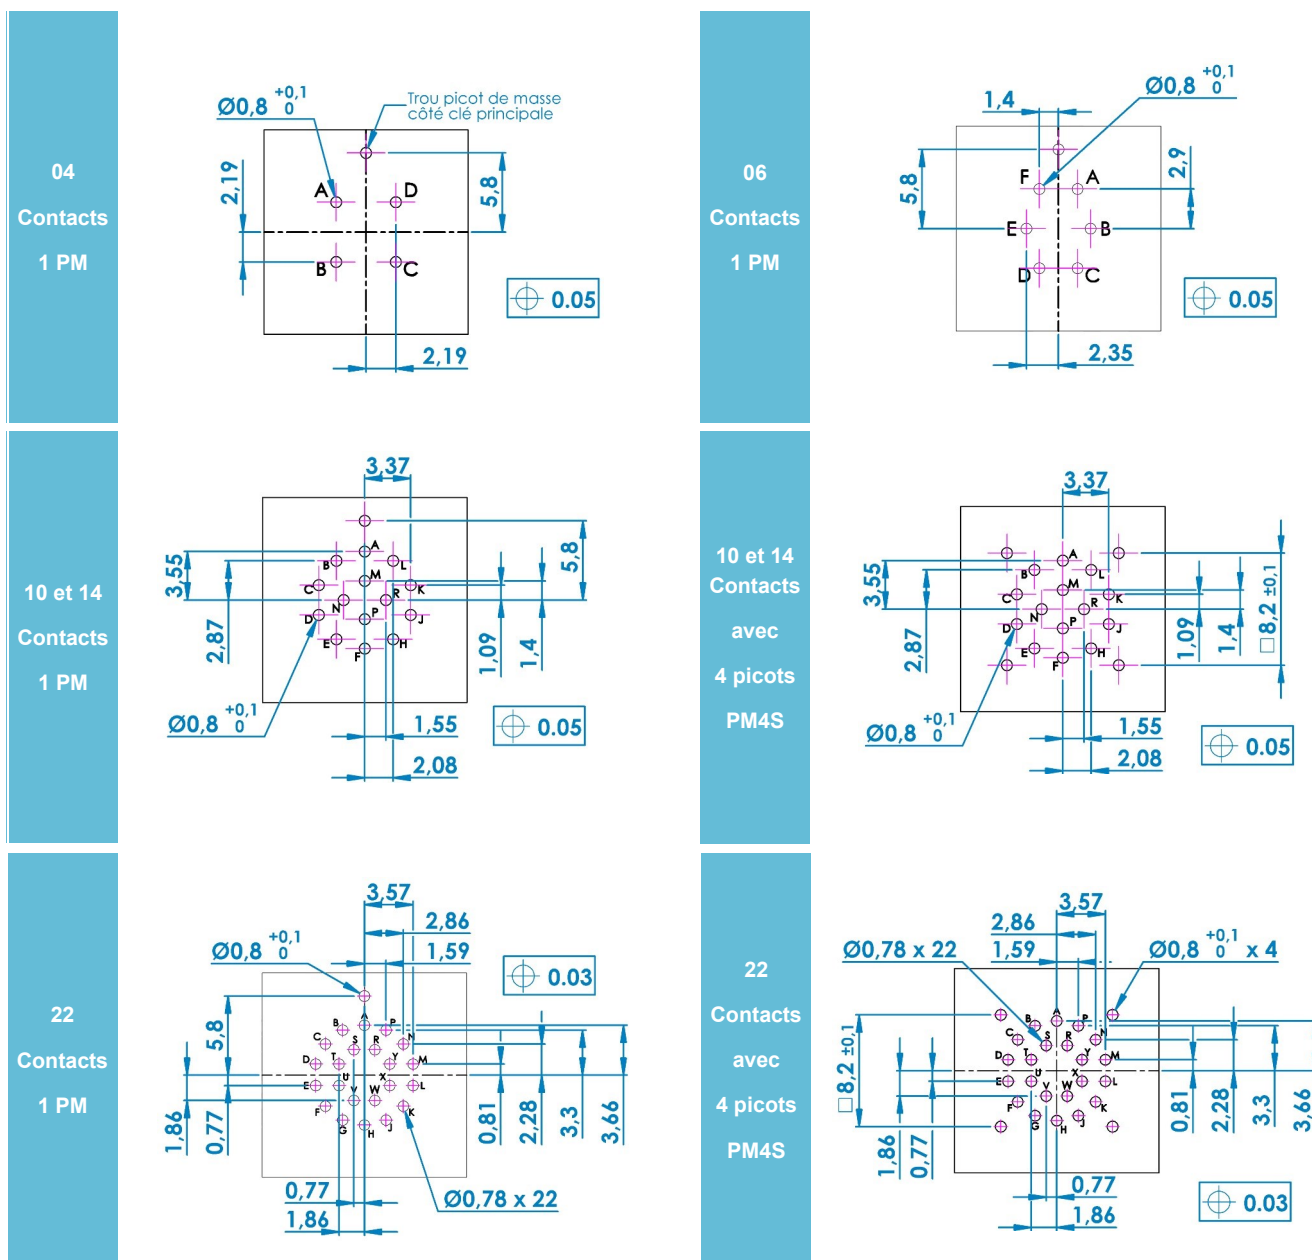 04
Contacts
1 PM
Ø0,8 +0,1 0
Trou picot de masse
côté clé principale
2,19
5,8
A
D
B
C
0.05
2,19
06
Contacts
1 PM
Ø0,8 +0,1 0
1,4
5,8
2,9
F
A
E
B
D
C
0.05
2,35
10 et 14
Contacts
1 PM
3,37
5,8
3,55
2,87
A
B
L
M
C
K
N
R
D
P
J
E
H
F
1,09
1,4
Ø0,8 +0,1 0
1,55
2,08
0.05
10 et 14
Contacts
avec
4 picots
PM4S
3,37
3,55
2,87
A
B
L
M
C
K
N
R
D
P
J
E
H
F
1,09
1,4
□ 8,2 ±0,1
Ø0,8 +0,1 0
1,55
2,08
0.05
22
Contacts
1 PM
3,57
2,86
1,59
Ø0,8 +0,1 0
0.03
5,8
A
B
P
C
N
S
R
D
T
Y
M
E
U
X
L
V
W
F
K
G
H
J
1,86
0,77
0,81
2,28
3,3
3,66
0,77
1,86
Ø0,78 x 22
22
Contacts
avec
4 picots
PM4S
3,57
2,86
1,59
Ø0,78 x 22
Ø0,8 +0,1 0 x 4
□ 8,2 ±0,1
A
B
P
C
N
S
R
D
T
Y
M
E
U
X
L
V
W
F
K
G
H
J
1,86
0,77
0,81
2,28
3,3
3,66
0,77
1,86
0.03